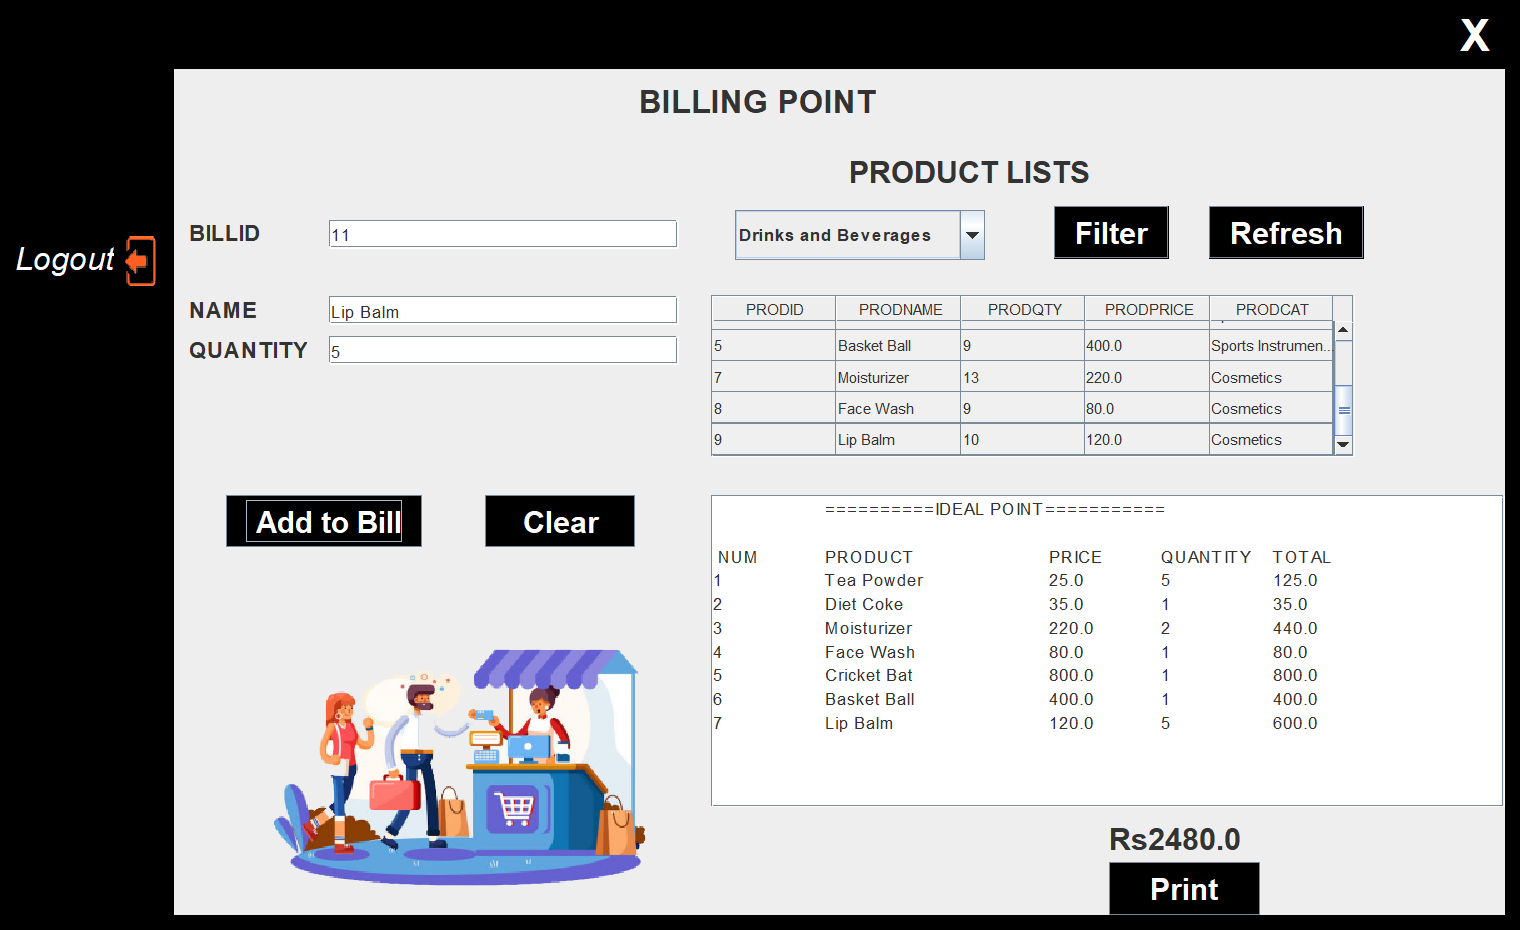 X
BILLING POINT
PRODUCT LISTS
BILLID 11
Drinks and Beverages
Filter
Refresh
Logout
NAME Lip Balm
QUANTITY 5
PRODID PRODNAME PRODQTY PRODPRICE PRODCAT
5 Basket Ball 9 400.0 Sports Instrumen...
7 Moisturizer 13 220.0 Cosmetics
8 Face Wash 9 80.0 Cosmetics
9 Lip Balm 10 120.0 Cosmetics
Add to Bill
Clear
==========IDEAL POINT===========
NUM PRODUCT PRICE QUANTITY TOTAL
1 Tea Powder 25.0 5 125.0
2 Diet Coke 35.0 1 35.0
3 Moisturizer 220.0 2 440.0
4 Face Wash 80.0 1 80.0
5 Cricket Bat 800.0 1 800.0
6 Basket Ball 400.0 1 400.0
7 Lip Balm 120.0 5 600.0
Rs2480.0
Print